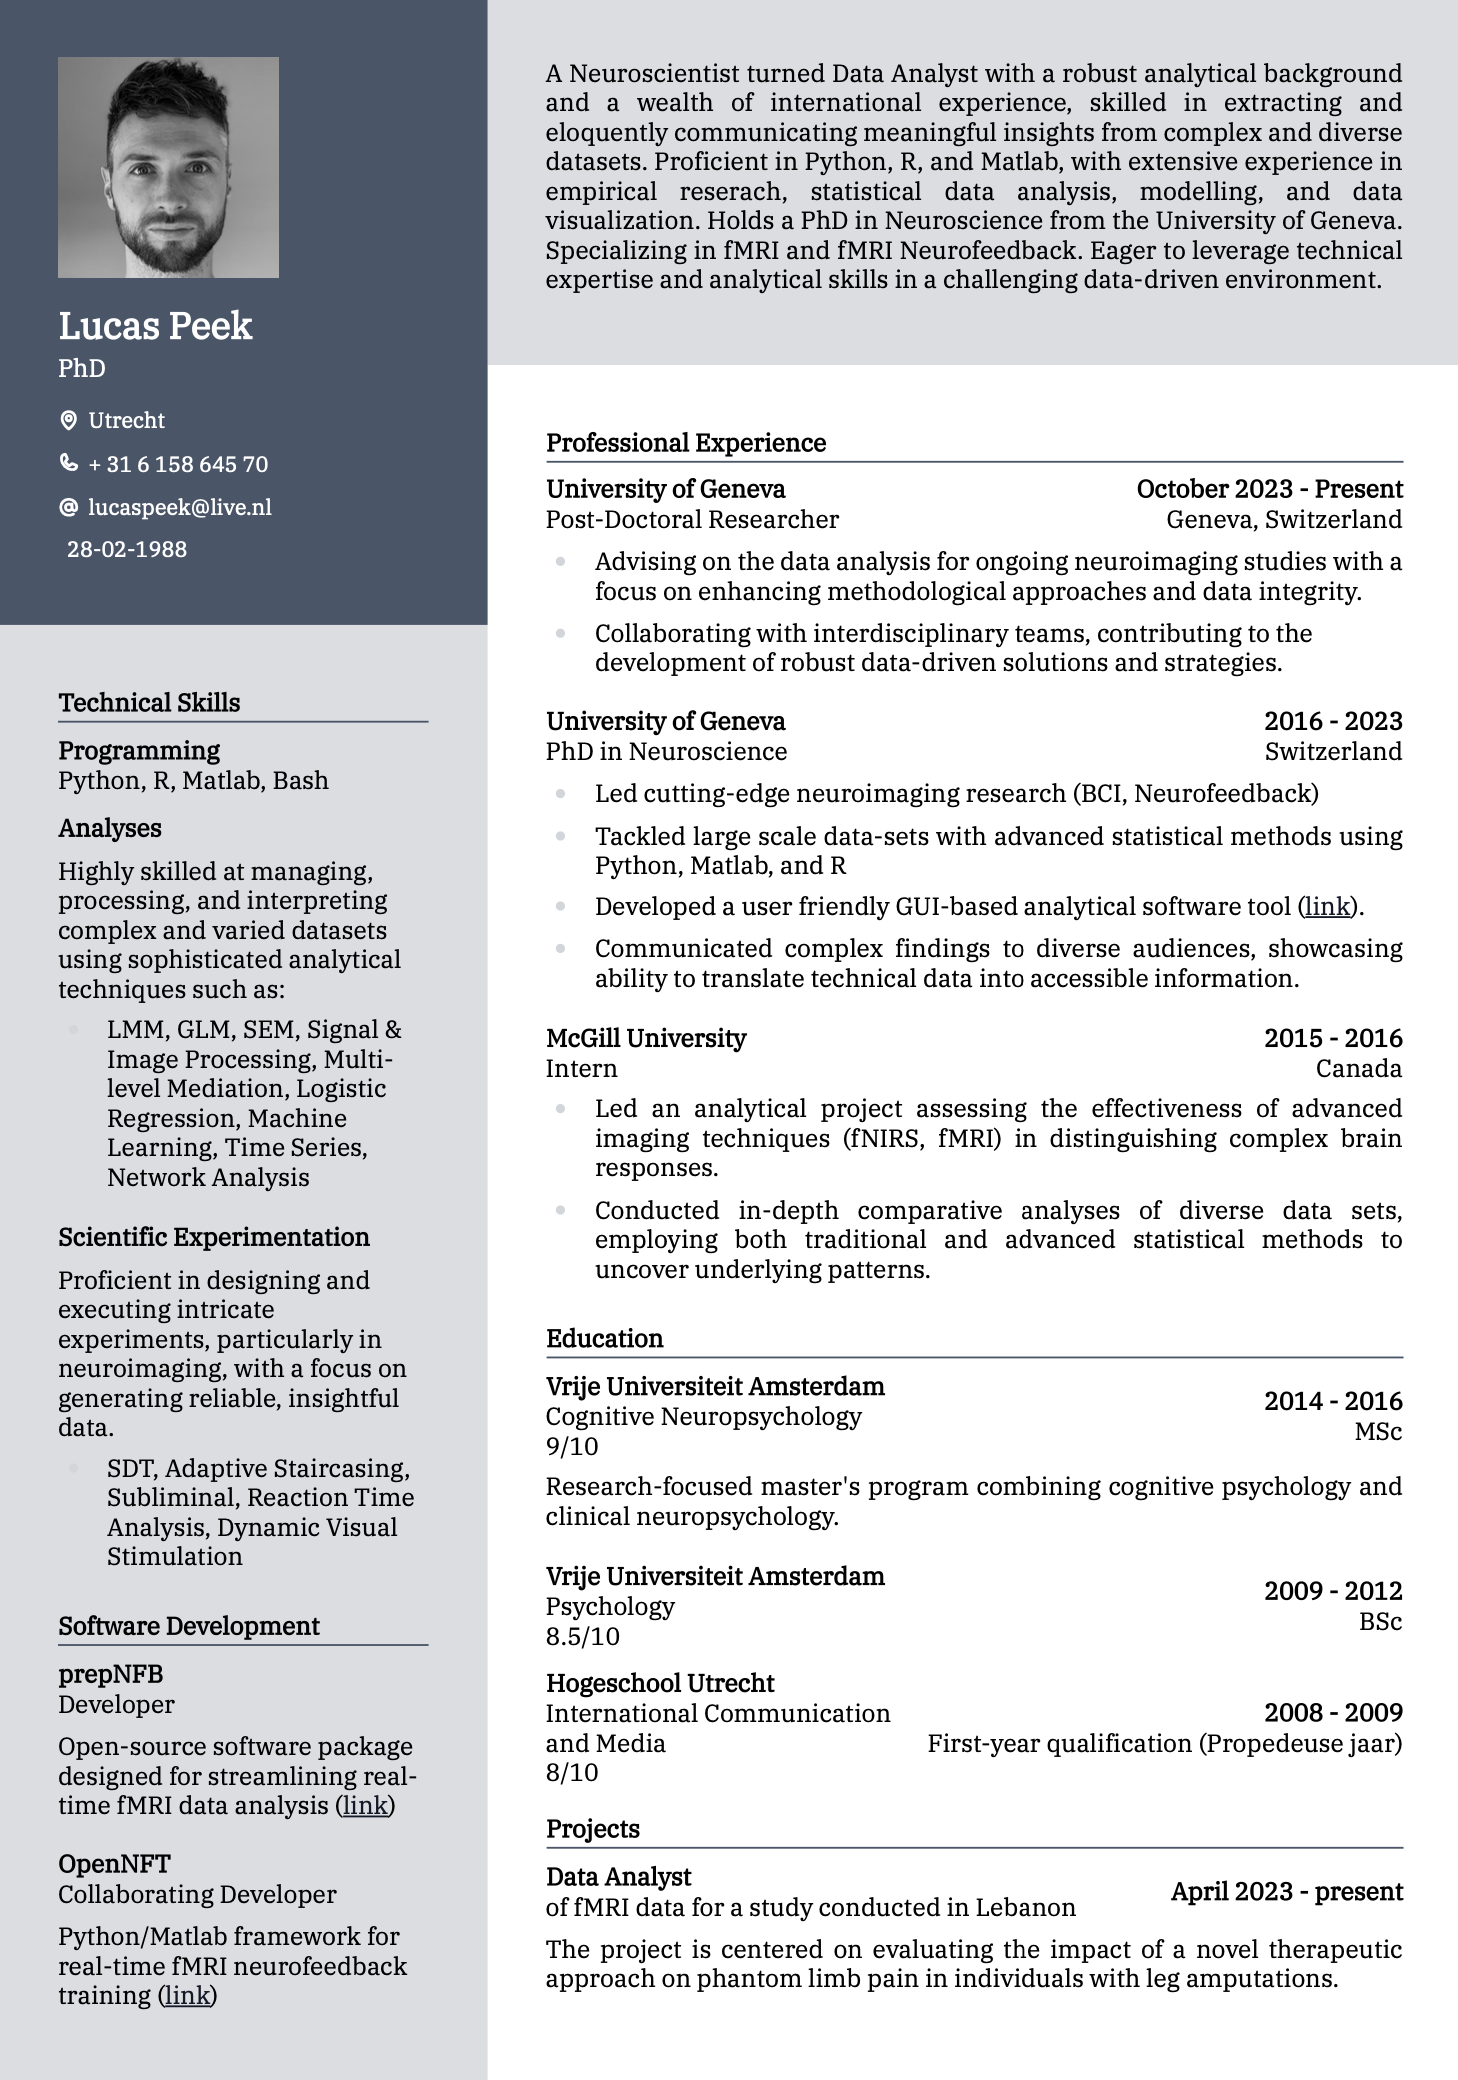 Lucas Peek
PhD
Utrecht
+ 31 6 158 645 70
lucaspeek@live.nl
28-02-1988
Technical Skills
Programming
Python, R, Matlab, Bash
Analyses
Highly skilled at managing,
processing, and interpreting
complex and varied datasets
using sophisticated analytical
techniques such as:
LMM, GLM, SEM, Signal &
Image Processing, Multi-
level Mediation, Logistic
Regression, Machine
Learning, Time Series,
Network Analysis
Scientific Experimentation
Proficient in designing and
executing intricate
experiments, particularly in
neuroimaging, with a focus on
generating reliable, insightful
data.
SDT, Adaptive Staircasing,
Subliminal, Reaction Time
Analysis, Dynamic Visual
Stimulation
Software Development
prepNFB
Developer
Open-source software package
designed for streamlining real-
time fMRI data analysis (link)
OpenNFT
Collaborating Developer
Python/Matlab framework for
real-time fMRI neurofeedback
training (link)
A Neuroscientist turned Data Analyst with a robust analytical background
and a wealth of international experience, skilled in extracting and
eloquently communicating meaningful insights from complex and diverse
datasets. Proficient in Python, R, and Matlab, with extensive experience in
empirical reserach, statistical data analysis, modelling, and data
visualization. Holds a PhD in Neuroscience from the University of Geneva.
Specializing in fMRI and fMRI Neurofeedback. Eager to leverage technical
expertise and analytical skills in a challenging data-driven environment.
Professional Experience
University of Geneva October 2023 - Present
Post-Doctoral Researcher Geneva, Switzerland
Advising on the data analysis for ongoing neuroimaging studies with a
focus on enhancing methodological approaches and data integrity.
Collaborating with interdisciplinary teams, contributing to the
development of robust data-driven solutions and strategies.
University of Geneva 2016 - 2023
PhD in Neuroscience Switzerland
Led cutting-edge neuroimaging research (BCI, Neurofeedback)
Tackled large scale data-sets with advanced statistical methods using
Python, Matlab, and R
Developed a user friendly GUI-based analytical software tool (link).
Communicated complex findings to diverse audiences, showcasing
ability to translate technical data into accessible information.
McGill University 2015 - 2016
Intern Canada
Led an analytical project assessing the effectiveness of advanced
imaging techniques (fNIRS, fMRI) in distinguishing complex brain
responses.
Conducted in-depth comparative analyses of diverse data sets,
employing both traditional and advanced statistical methods to
uncover underlying patterns.
Education
Vrije Universiteit Amsterdam
2014 - 2016
Cognitive Neuropsychology
MSc
9/10
Research-focused master's program combining cognitive psychology and
clinical neuropsychology.
Vrije Universiteit Amsterdam
2009 - 2012
Psychology
BSc
8.5/10
Hogeschool Utrecht
International Communication 2008 - 2009
and Media First-year qualification (Propedeuse jaar)
8/10
Projects
Data Analyst
April 2023 - present
of fMRI data for a study conducted in Lebanon
The project is centered on evaluating the impact of a novel therapeutic
approach on phantom limb pain in individuals with leg amputations.